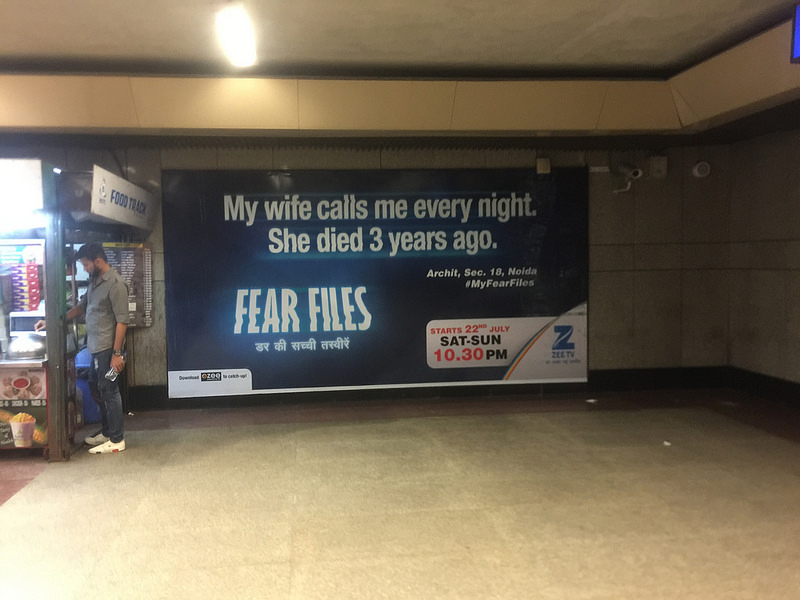 FOOD TRACK
My wife calls me every night.
She died 3 years ago.
Archit, Sec. 18, Noida
#MyFearFiles
FEAR FILES
डर की सच्ची तस्वीरें
STARTS 22ND JULY
SAT-SUN
10.30 PM
ZEE TV
Download ozee to catch-up!